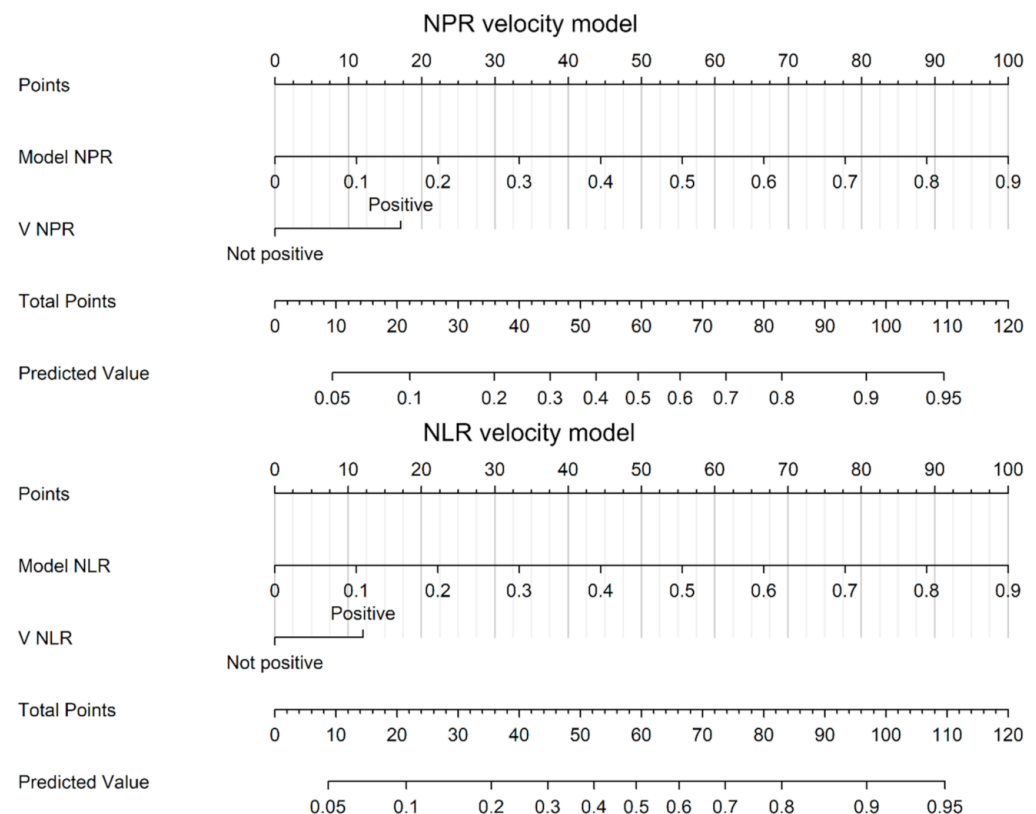 NPR velocity model
0 10 20 30 40 50 60 70 80 90 100
Points
Model NPR
0 0.1 0.2 0.3 0.4 0.5 0.6 0.7 0.8 0.9
Positive
V NPR
Not positive
Total Points
0 10 20 30 40 50 60 70 80 90 100 110 120
Predicted Value
0.05 0.1 0.2 0.3 0.4 0.5 0.6 0.7 0.8 0.9 0.95
NLR velocity model
0 10 20 30 40 50 60 70 80 90 100
Points
Model NLR
0 0.1 0.2 0.3 0.4 0.5 0.6 0.7 0.8 0.9
Positive
V NLR
Not positive
Total Points
0 10 20 30 40 50 60 70 80 90 100 110 120
Predicted Value
0.05 0.1 0.2 0.3 0.4 0.5 0.6 0.7 0.8 0.9 0.95